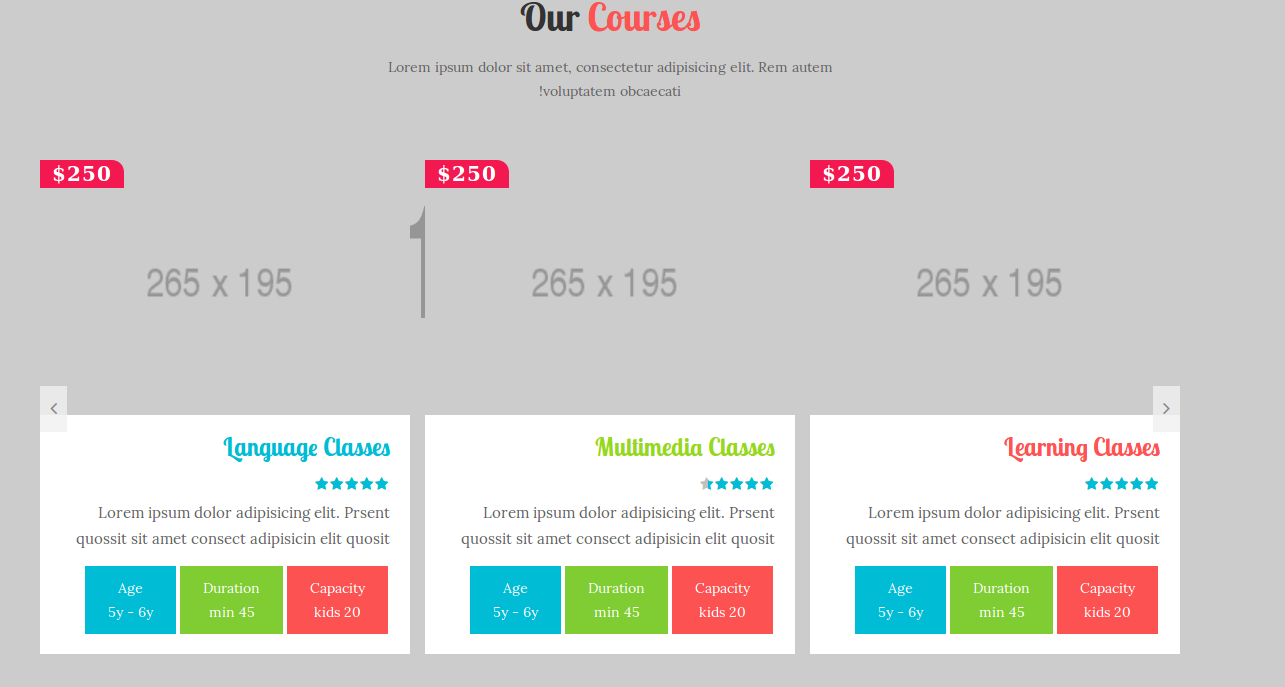 Our Courses
Lorem ipsum dolor sit amet, consectetur adipisicing elit. Rem autem
!voluptatem obcaecati
$250
$250
$250
1
265 x 195
265 x 195
265 x 195
Language Classes
Lorem ipsum dolor adipisicing elit. Prsent
quossit sit amet consect adipisicin elit quosit
Age
5y - 6y
Duration
min 45
Capacity
kids 20
Multimedia Classes
Lorem ipsum dolor adipisicing elit. Prsent
quossit sit amet consect adipisicin elit quosit
Age
5y - 6y
Duration
min 45
Capacity
kids 20
Learning Classes
Lorem ipsum dolor adipisicing elit. Prsent
quossit sit amet consect adipisicin elit quosit
Age
5y - 6y
Duration
min 45
Capacity
kids 20